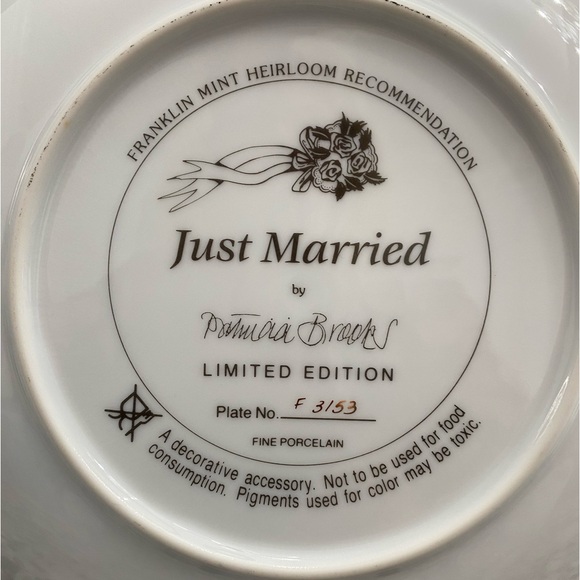 FRANKLIN MINT HEIRLOOM RECOMMENDATION
Just Married
by
Patricia Brooks
LIMITED EDITION
Plate No. F 3153
FINE PORCELAIN
A decorative accessory. Not to be used for food
consumption. Pigments used for color may be toxic.